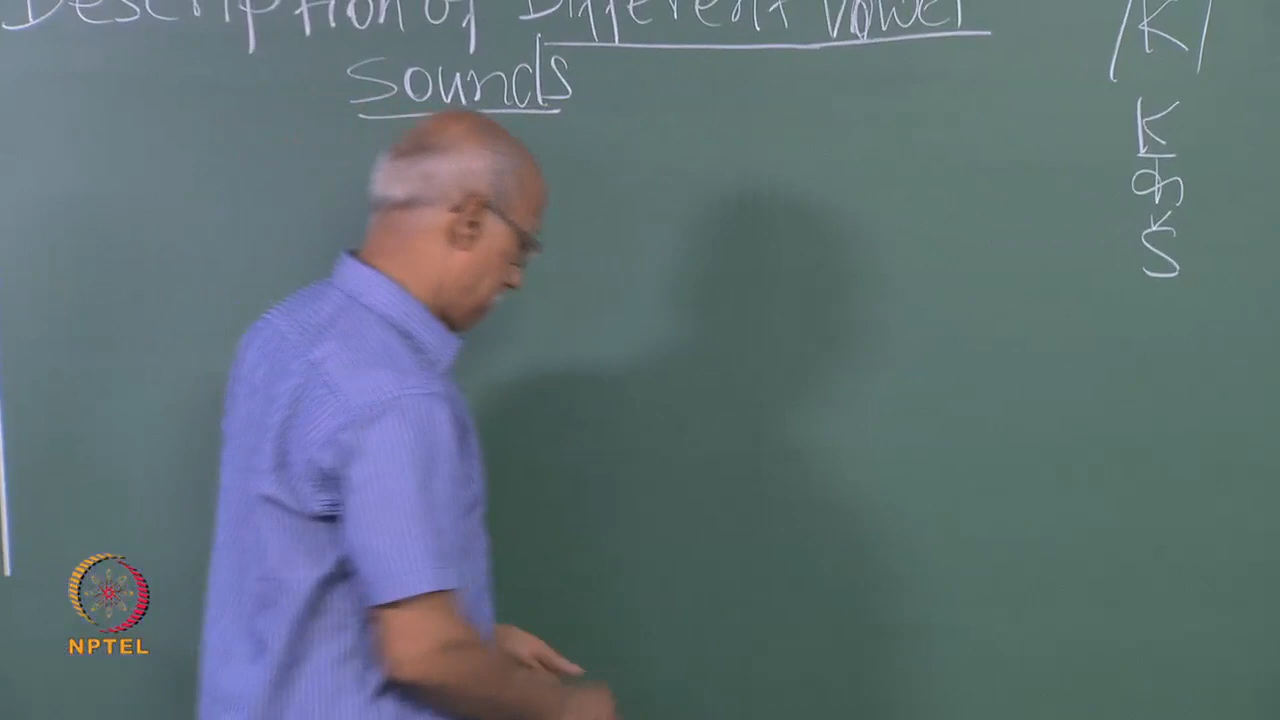 Description of Different Vowel
sounds
/K/
K
क
NPTEL